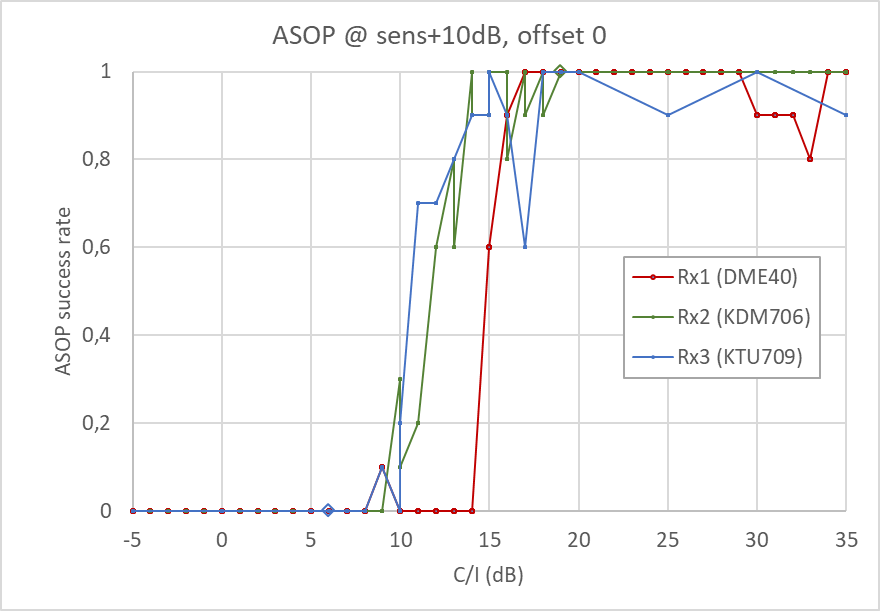 ASOP @ sens+10dB, offset 0
1
0,8
0,6
0,4
0,2
0
ASOP success rate
Rx1 (DME40)
Rx2 (KDM706)
Rx3 (KTU709)
-5 0 5 10 15 20 25 30 35
C/I (dB)